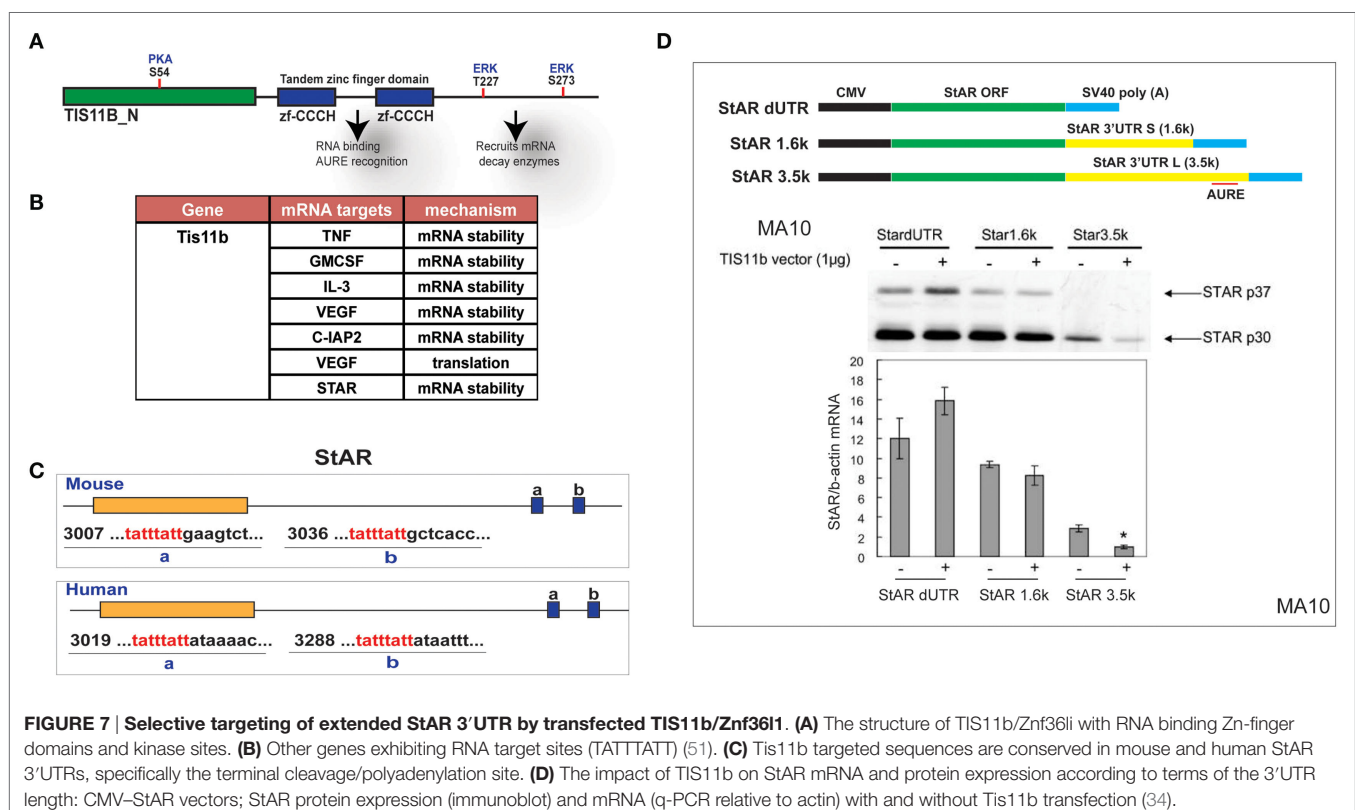 A
PKA
S54
Tandem zinc finger domain
ERK
T227
ERK
S273
TIS11B_N
zf-CCCH
zf-CCCH
RNA binding
AURE recognition
Recruits mRNA
decay enzymes
B
Gene mRNA targets mechanism
Tis11b TNF mRNA stability
GMCSF mRNA stability
IL-3 mRNA stability
VEGF mRNA stability
C-IAP2 mRNA stability
VEGF translation
STAR mRNA stability
C
StAR
Mouse
a b
3007 ...tatttattgaagtct... 3036 ...tatttattgctcacc...
a b
Human
a b
3019 ...tatttattataaaac... 3288 ...tatttattataattt...
a b
D
CMV StAR ORF SV40 poly (A)
StAR dUTR
StAR 3'UTR S (1.6k)
StAR 1.6k
StAR 3'UTR L (3.5k)
StAR 3.5k
AURE
MA10
StardUTR Star1.6k Star3.5k
TIS11b vector (1µg) - + - + - +
STAR p37
STAR p30
StAR/b-actin mRNA
20
18
16
14
12
10
8
6
4
2
0
*
- + - + - +
StAR dUTR StAR 1.6k StAR 3.5k
MA10
FIGURE 7 | Selective targeting of extended StAR 3′UTR by transfected TIS11b/Znf36l1. (A) The structure of TIS11b/Znf36li with RNA binding Zn-finger
domains and kinase sites. (B) Other genes exhibiting RNA target sites (TATTTATT) (51). (C) Tis11b targeted sequences are conserved in mouse and human StAR
3′UTRs, specifically the terminal cleavage/polyadenylation site. (D) The impact of TIS11b on StAR mRNA and protein expression according to terms of the 3′UTR
length: CMV–StAR vectors; StAR protein expression (immunoblot) and mRNA (q-PCR relative to actin) with and without Tis11b transfection (34).